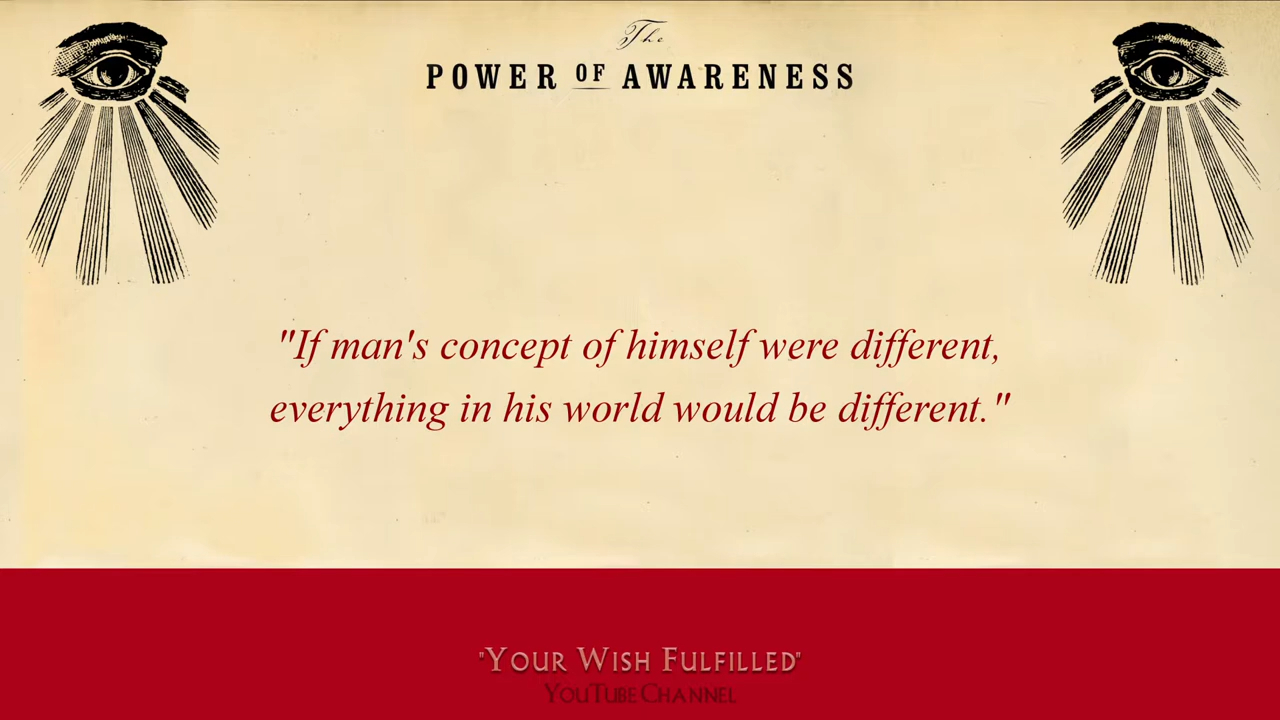 The
POWER OF AWARENESS
"If man's concept of himself were different,
everything in his world would be different."
"YOUR WISH FULFILLED"
YOUTUBE CHANNEL